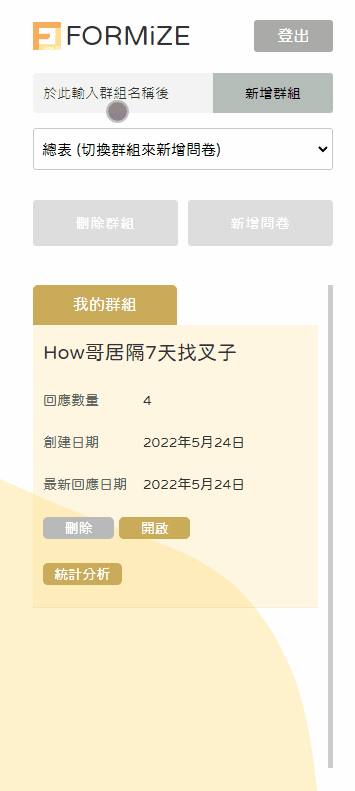 FORMiZE
登出
於此輸入群組名稱後
新增群組
總表 (切換群組來新增問卷)
刪除群組
新增問卷
我的群組
How哥居隔7天找叉子
回應數量 4
創建日期 2022年5月24日
最新回應日期 2022年5月24日
刪除 開啟
統計分析